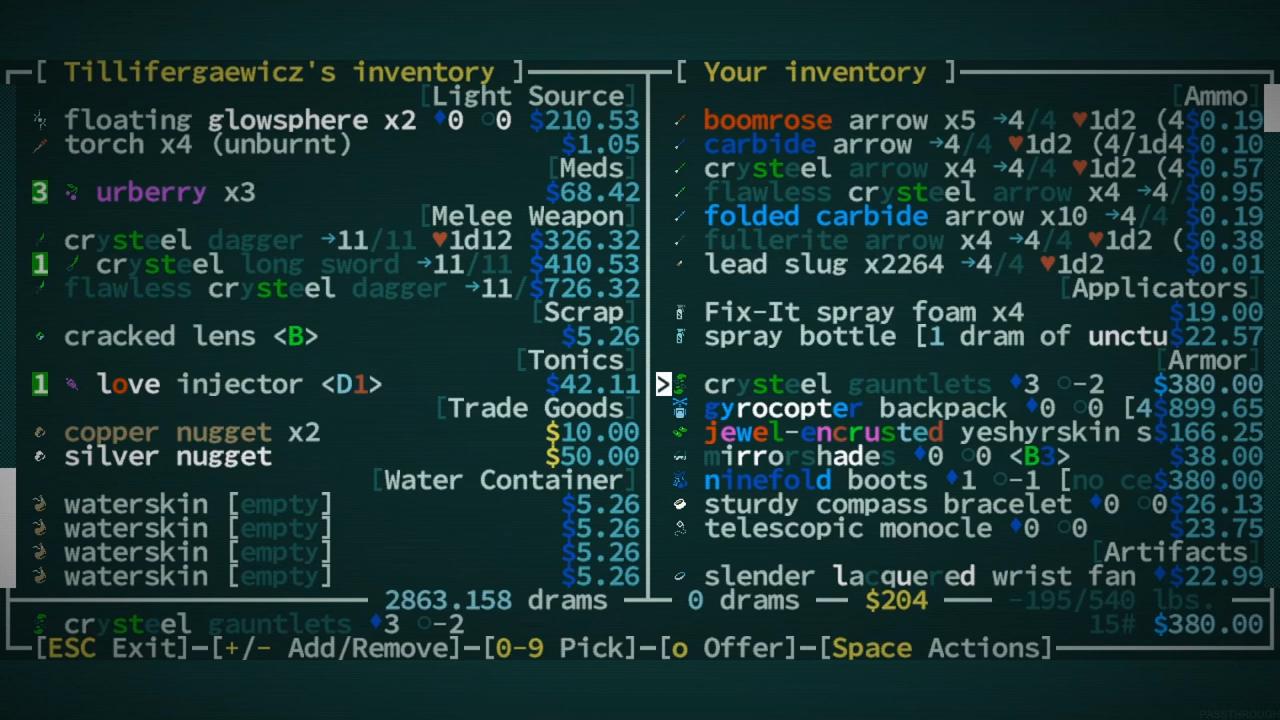 [ Tillifergaewicz's inventory ]
[Light Source]
floating glowsphere x2 ♦0 ○0 $210.53
torch x4 (unburnt) $1.05
[Meds]
3 urberry x3 $68.42
[Melee Weapon]
crysteel dagger →11/11 ♥1d12 $326.32
1 crysteel long sword →11/11 $410.53
flawless crysteel dagger →11/ $726.32
[Scrap]
cracked lens <B> $5.26
[Tonics]
1 love injector <D1> $42.11
[Trade Goods]
copper nugget x2 $10.00
silver nugget $50.00
[Water Container]
waterskin [empty] $5.26
waterskin [empty] $5.26
waterskin [empty] $5.26
waterskin [empty] $5.26
2863.158 drams
[ Your inventory ]
[Ammo]
boomrose arrow x5 →4/4 ♥1d2 (4 $0.19
carbide arrow →4/4 ♥1d2 (4/1d4 $0.10
crysteel arrow x4 →4/4 ♥1d2 (4 $0.57
flawless crysteel arrow x4 →4/ $0.95
folded carbide arrow x10 →4/4 $0.19
fullerite arrow x4 →4/4 ♥1d2 ( $0.38
lead slug x2264 →4/4 ♥1d2 $0.01
[Applicators]
Fix-It spray foam x4 $19.00
spray bottle [1 dram of unctu $22.57
[Armor]
> crysteel gauntlets ♦3 ○-2 $380.00
gyrocopter backpack ♦0 ○0 [4 $899.65
jewel-encrusted yeshyrskin s $166.25
mirrorshades ♦0 ○0 <B3> $38.00
ninefold boots ♦1 ○-1 [no ce $380.00
sturdy compass bracelet ♦0 ○0 $26.13
telescopic monocle ♦0 ○0 $23.75
[Artifacts]
slender lacquered wrist fan ♦ $22.99
0 drams — $204 — -195/540 lbs.
crysteel gauntlets ♦3 ○-2 15# $380.00
[ESC Exit]—[+/- Add/Remove]—[0-9 Pick]—[o Offer]—[Space Actions]